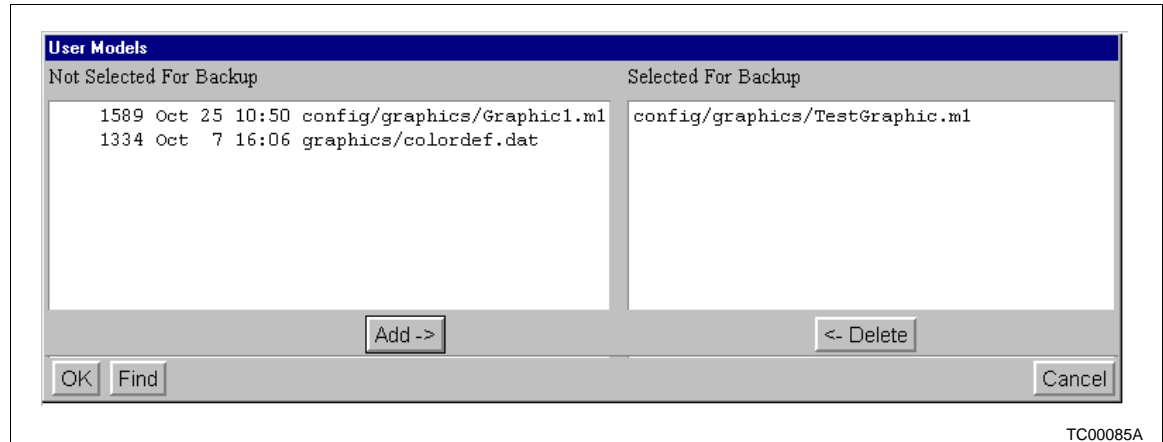 User Models
Not Selected For Backup
Selected For Backup
1589 Oct 25 10:50 config/graphics/Graphic1.m1
1334 Oct  7 16:06 graphics/colordef.dat
config/graphics/TestGraphic.m1
Add ->
<- Delete
OK
Find
Cancel
TC00085A